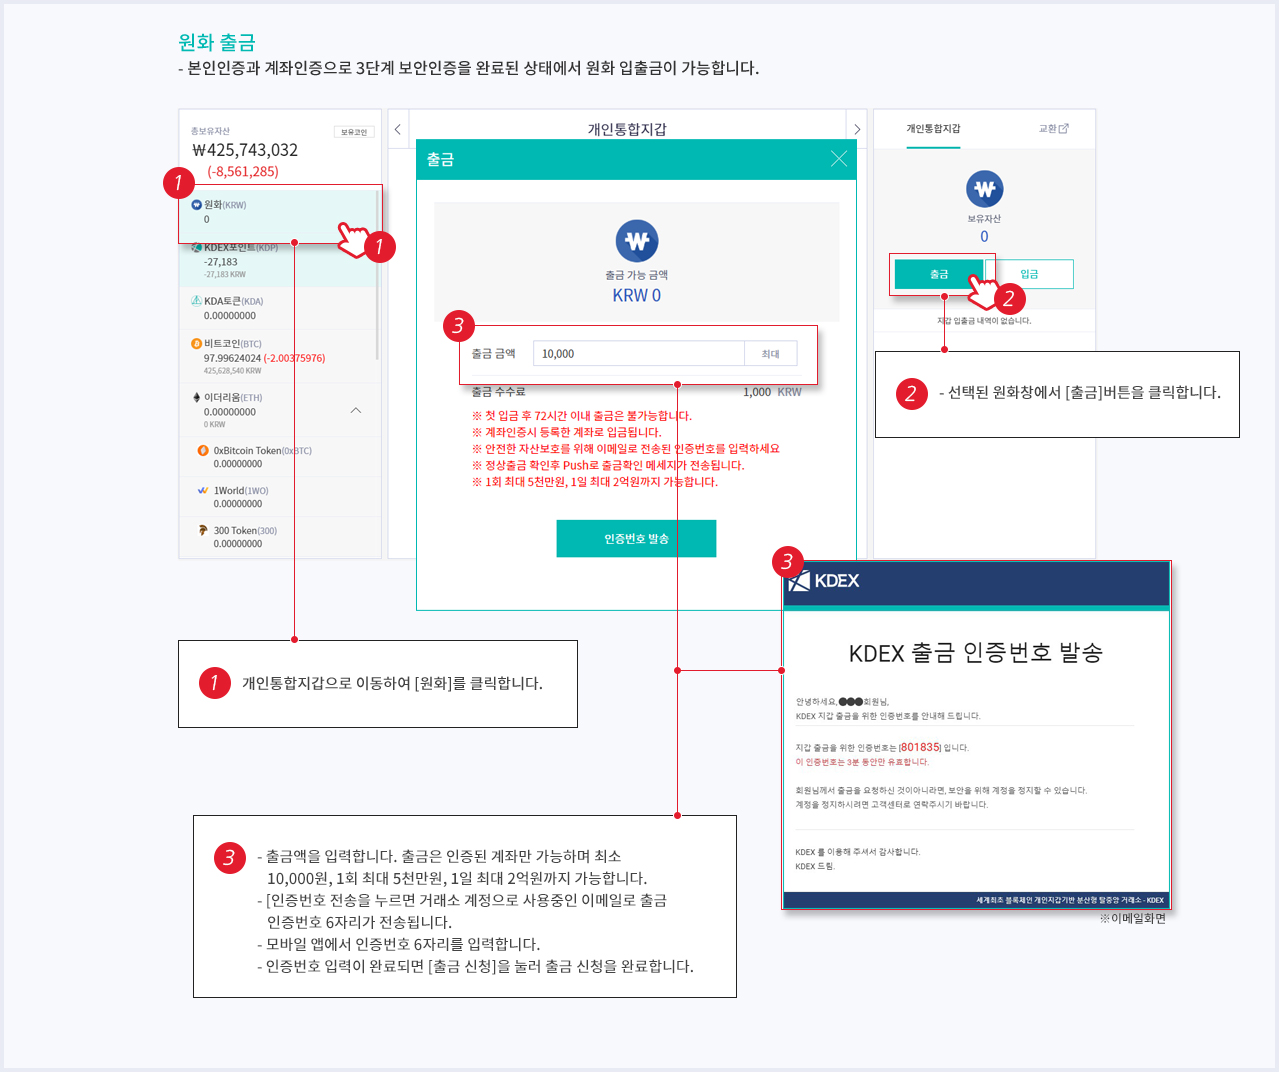 원화 출금
- 본인인증과 계좌인증으로 3단계 보안인증을 완료된 상태에서 원화 입출금이 가능합니다.
총보유자산
보유코인
₩425,743,032
(-8,561,285)
1
원화(KRW)
0
1
KDEX포인트(KDP)
-27,183
-27,183 KRW
KDA토큰(KDA)
0.00000000
비트코인(BTC)
97.99624024 (-2.00375976)
425,628,540 KRW
이더리움(ETH)
0.00000000
0 KRW
0xBitcoin Token(0xBTC)
0.00000000
1World(1WO)
0.00000000
300 Token(300)
0.00000000
개인통합지갑
출금
출금 가능 금액
KRW 0
3
출금 금액
10,000
최대
출금 수수료
1,000 KRW
※ 첫 입금 후 72시간 이내 출금은 불가능합니다.
※ 계좌인증시 등록한 계좌로 입금됩니다.
※ 안전한 자산보호를 위해 이메일로 전송된 인증번호를 입력하세요
※ 정상출금 확인후 Push로 출금확인 메세지가 전송됩니다.
※ 1회 최대 5천만원, 1일 최대 2억원까지 가능합니다.
인증번호 발송
개인통합지갑
교환
보유자산
0
출금
입금
2
지갑 입출금 내역이 없습니다.
2
- 선택된 원화창에서 [출금]버튼을 클릭합니다.
1
개인통합지갑으로 이동하여 [원화]를 클릭합니다.
3
KDEX
KDEX 출금 인증번호 발송
안녕하세요, ●●●회원님,
KDEX 지갑 출금을 위한 인증번호를 안내해 드립니다.
지갑 출금을 위한 인증번호는 [801835] 입니다.
이 인증번호는 3분 동안만 유효합니다.
회원님께서 출금을 요청하신 것이아니라면, 보안을 위해 계정을 정지할 수 있습니다.
계정을 정지하시려면 고객센터로 연락주시기 바랍니다.
KDEX 를 이용해 주셔서 감사합니다.
KDEX 드림.
세계최초 블록체인 개인지갑기반 분산형 탈중앙 거래소 - KDEX
※이메일화면
3
- 출금액을 입력합니다. 출금은 인증된 계좌만 가능하며 최소
10,000원, 1회 최대 5천만원, 1일 최대 2억원까지 가능합니다.
- [인증번호 전송을 누르면 거래소 계정으로 사용중인 이메일로 출금
인증번호 6자리가 전송됩니다.
- 모바일 앱에서 인증번호 6자리를 입력합니다.
- 인증번호 입력이 완료되면 [출금 신청]을 눌러 출금 신청을 완료합니다.